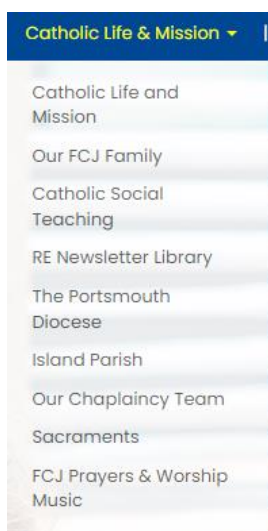 Catholic Life & Mission
Catholic Life and
Mission
Our FCJ Family
Catholic Social
Teaching
RE Newsletter Library
The Portsmouth
Diocese
Island Parish
Our Chaplaincy Team
Sacraments
FCJ Prayers & Worship
Music